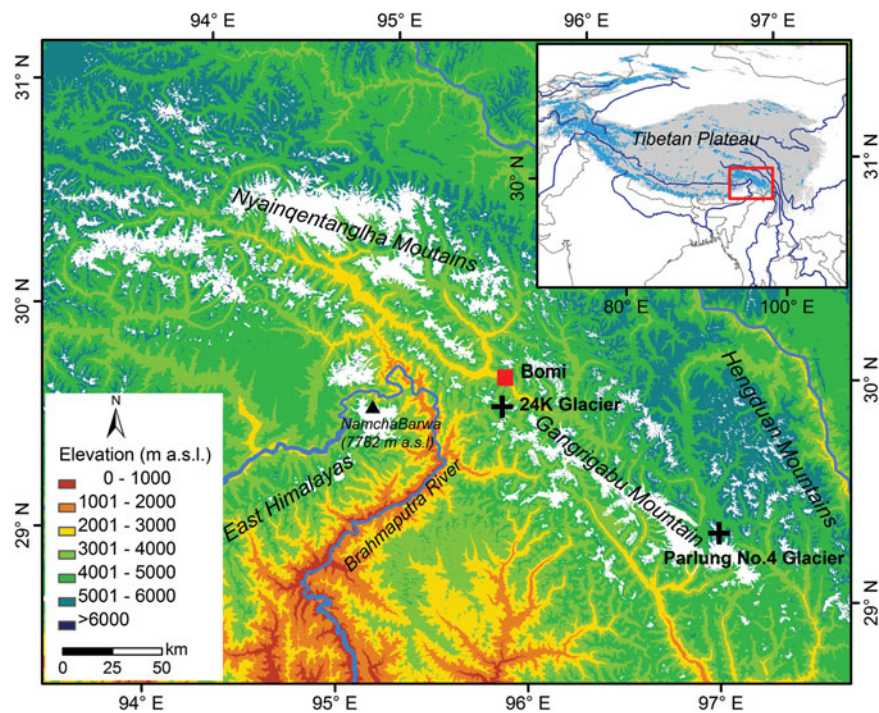 94° E 95° E 96° E 97° E
31° N
30° N
29° N
Tibetan Plateau
30° N
80° E 100° E
31° N
30° N
29° N
Nyainqentanglha Moutains
Bomi
24K Glacier
NamchaBarwa
(7782 m a.s.l)
Gangrigabu Mountain
Hengduan Mountains
Parlung No.4 Glacier
East Himalayas
Brahmaputra River
N
Elevation (m a.s.l.)
0 - 1000
1001 - 2000
2001 - 3000
3001 - 4000
4001 - 5000
5001 - 6000
>6000
km
0 25 50
94° E 95° E 96° E 97° E